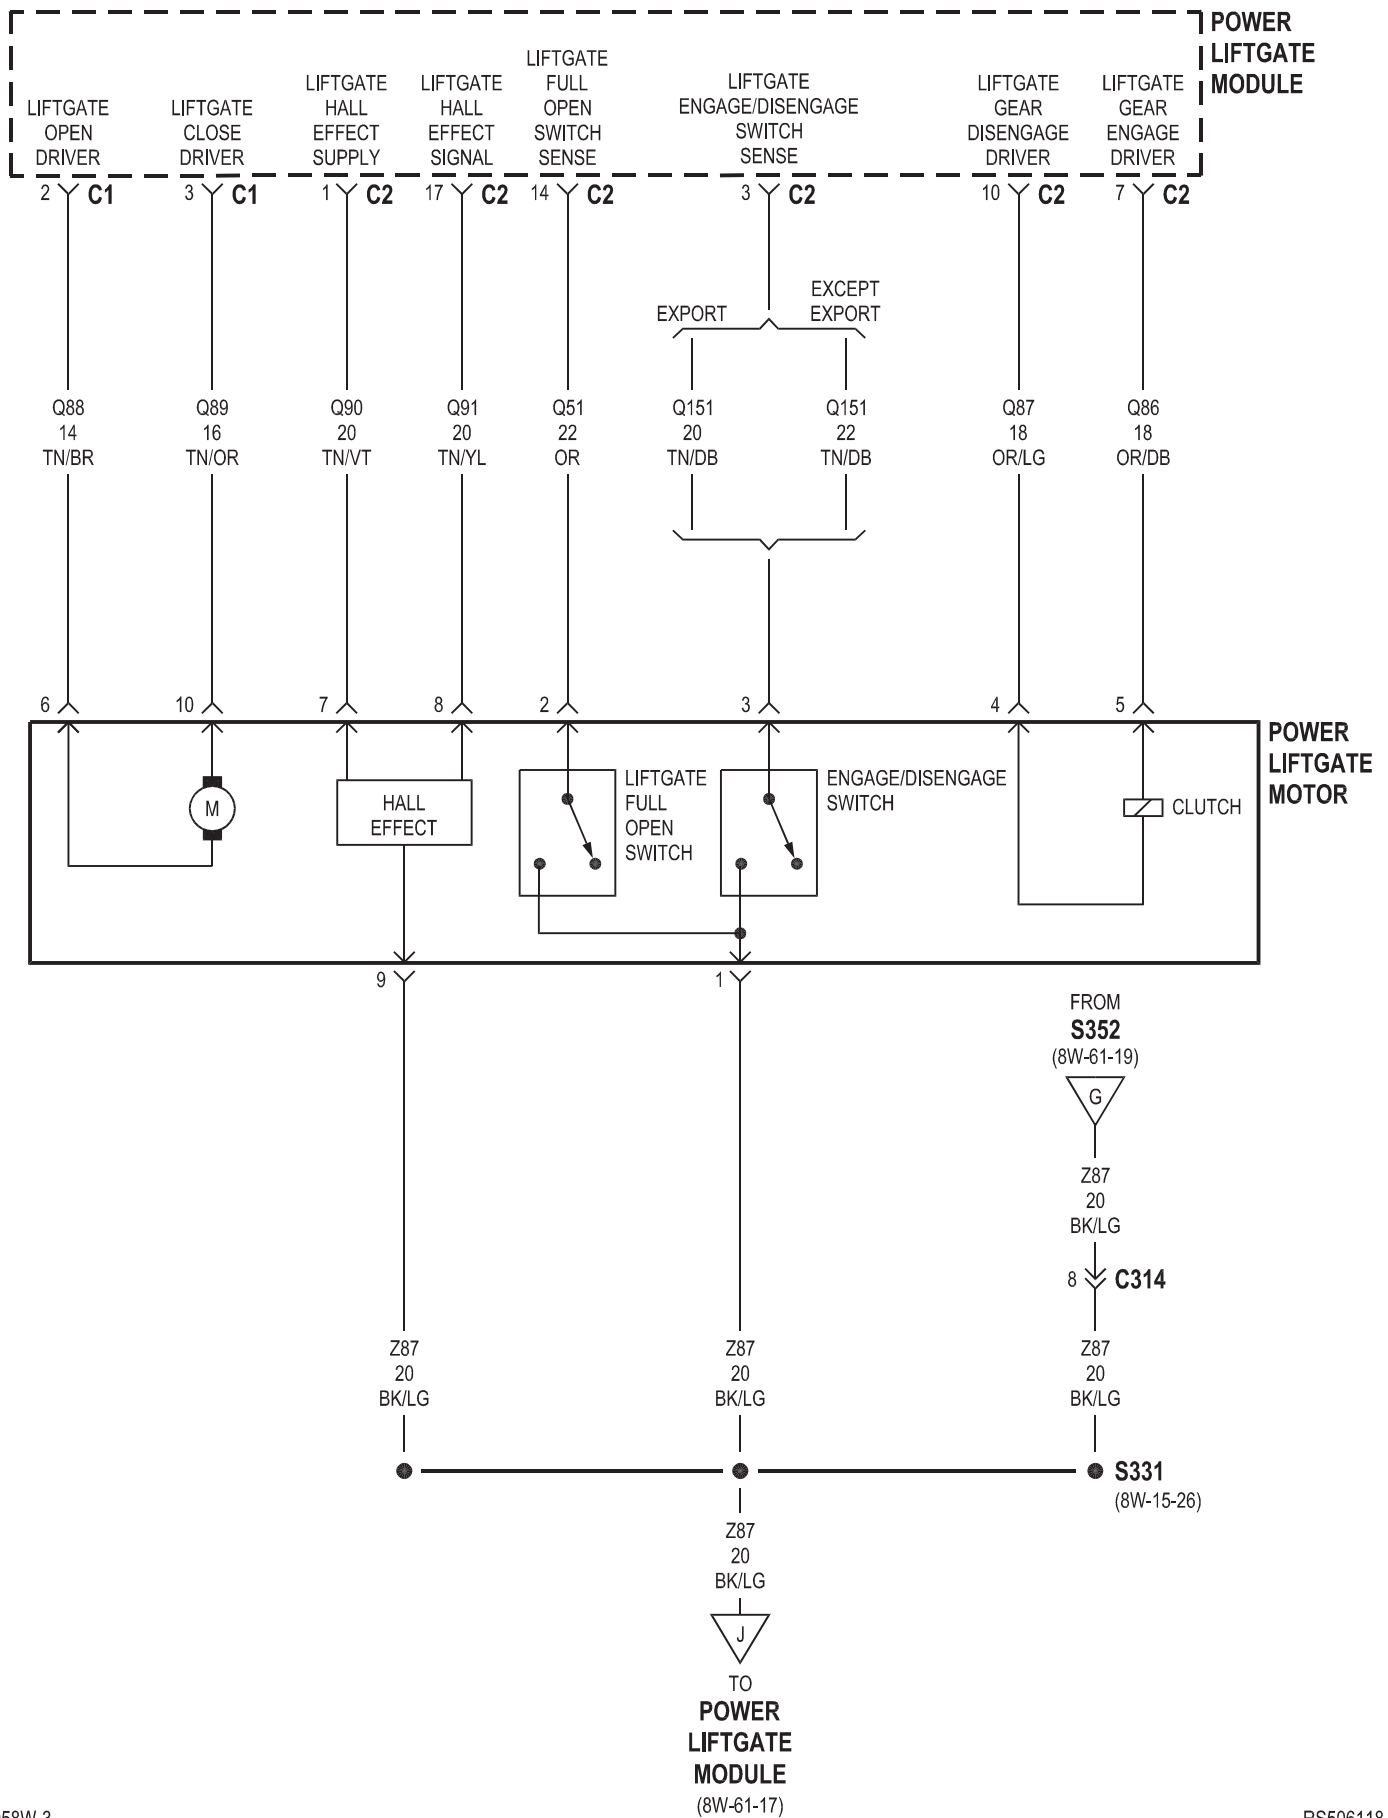 POWER
LIFTGATE
MODULE
LIFTGATE
OPEN
DRIVER
LIFTGATE
CLOSE
DRIVER
LIFTGATE
HALL
EFFECT
SUPPLY
LIFTGATE
HALL
EFFECT
SIGNAL
LIFTGATE
FULL
OPEN
SWITCH
SENSE
LIFTGATE
ENGAGE/DISENGAGE
SWITCH
SENSE
LIFTGATE
GEAR
DISENGAGE
DRIVER
LIFTGATE
GEAR
ENGAGE
DRIVER
2 C1
3 C1
1 C2
17 C2
14 C2
3 C2
10 C2
7 C2
EXPORT
EXCEPT
EXPORT
Q88
14
TN/BR
Q89
16
TN/OR
Q90
20
TN/VT
Q91
20
TN/YL
Q51
22
OR
Q151
20
TN/DB
Q151
22
TN/DB
Q87
18
OR/LG
Q86
18
OR/DB
6
10
7
8
2
3
4
5
POWER
LIFTGATE
MOTOR
M
HALL
EFFECT
LIFTGATE
FULL
OPEN
SWITCH
ENGAGE/DISENGAGE
SWITCH
CLUTCH
9
1
FROM
S352
(8W-61-19)
G
Z87
20
BK/LG
8 C314
Z87
20
BK/LG
Z87
20
BK/LG
Z87
20
BK/LG
S331
(8W-15-26)
Z87
20
BK/LG
J
TO
POWER
LIFTGATE
MODULE
(8W-61-17)
58W-3
RS506118